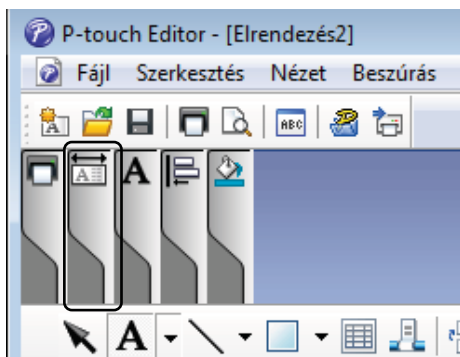 P-touch Editor - [Elrendezés2]
Fájl Szerkesztés Nézet Beszúrás
A ABC
A A
A